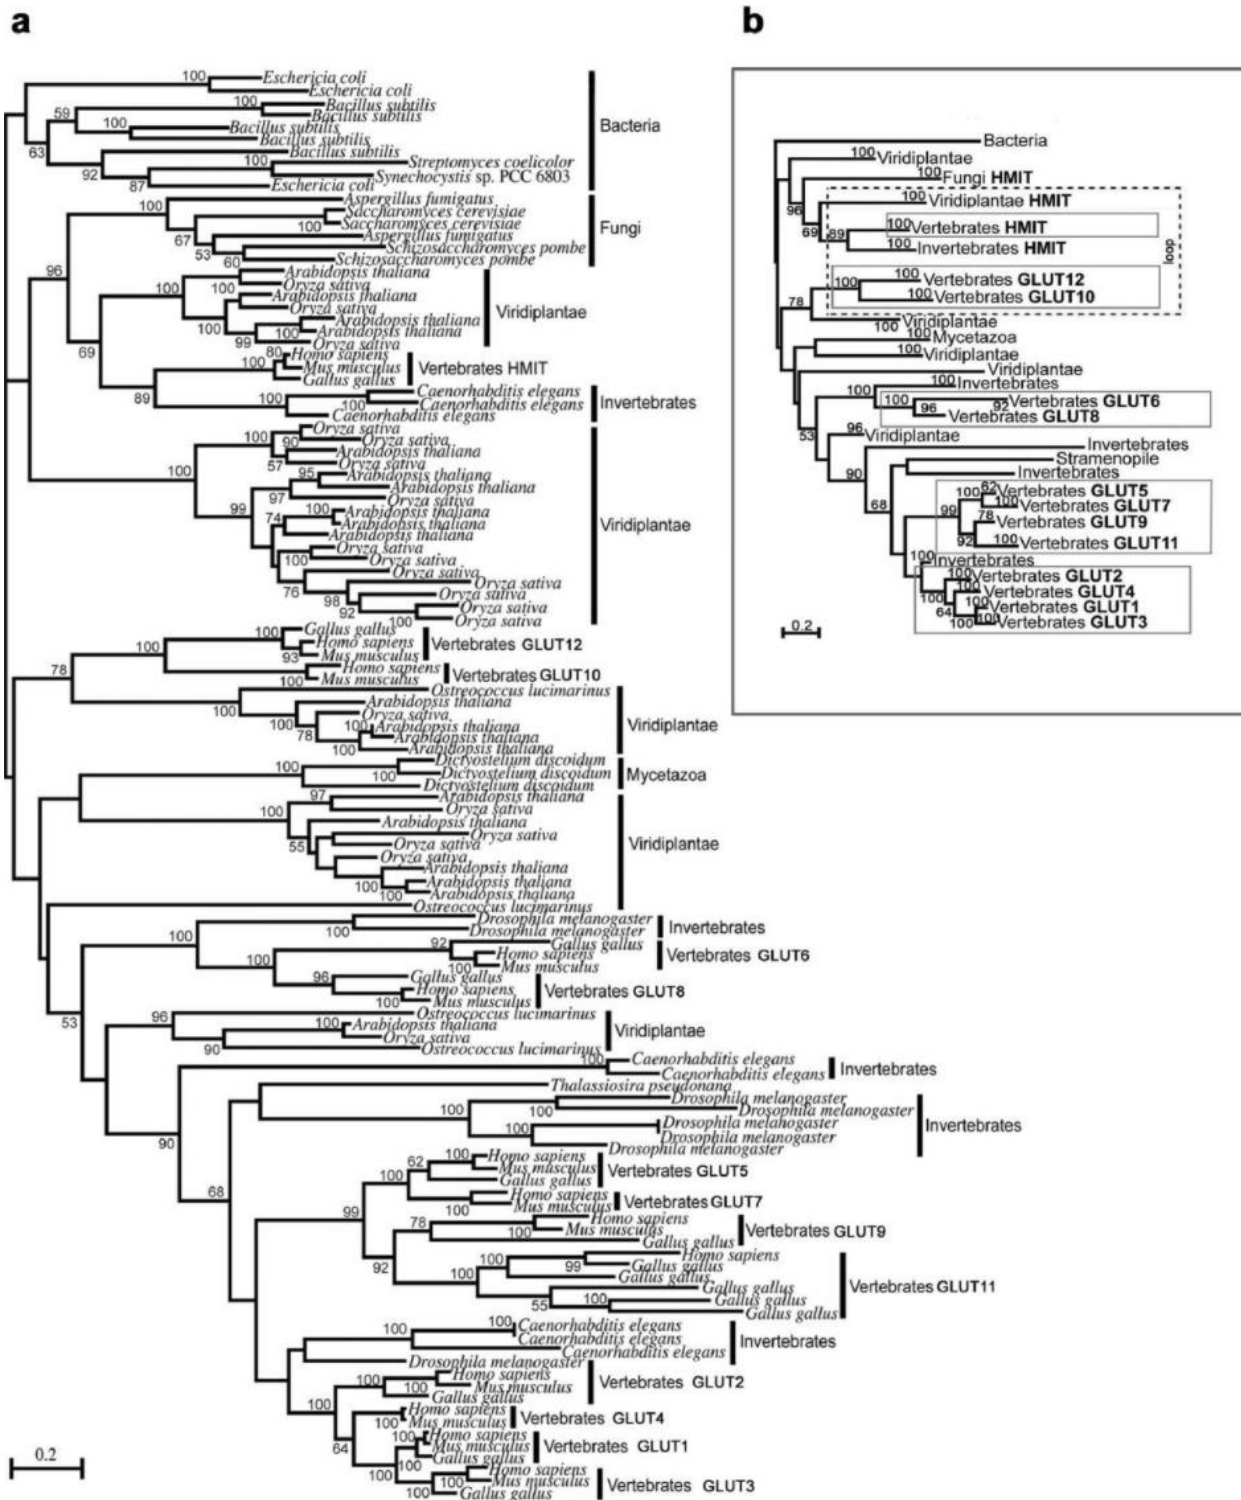 a
100 Eschericia coli
Eschericia coli
59 100 Bacillus subtilis
Bacillus subtilis
100 Bacillus subtilis
Bacillus subtilis
Bacteria
63 Bacillus subtilis
100 Streptomyces coelicolor
92 Synechocystis sp. PCC 6803
87 Eschericia coli
Aspergillus fumigatus
100 Saccharomyces cerevisiae
100 Saccharomyces cerevisiae
Fungi
67 Aspergillus fumigatus
53 Schizosaccharomyces pombe
60 Schizosaccharomyces pombe
96 Arabidopsis thaliana
100 100 Oryza sativa
Arabidopsis thaliana
Oryza sativa
Viridiplantae
100 Arabidopsis thaliana
100 Arabidopsis thaliana
99 Oryza sativa
69 80 Homo sapiens
100 Mus musculus
Vertebrates HMIT
Gallus gallus
89 Caenorhabditis elegans
100 100 Caenorhabditis elegans
Invertebrates
Caenorhabditis elegans
Oryza sativa
100 90 Oryza sativa
Arabidopsis thaliana
57 Oryza sativa
100 95 Arabidopsis thaliana
Arabidopsis thaliana
97 Oryza sativa
99 100 Arabidopsis thaliana
74 Arabidopsis thaliana
Viridiplantae
Arabidopsis thaliana
Oryza sativa
100 Oryza sativa
Oryza sativa
76 Oryza sativa
98 Oryza sativa
92 Oryza sativa
100 Oryza sativa
100 Gallus gallus
100 Homo sapiens
Vertebrates GLUT12
93 Mus musculus
78 Homo sapiens
Vertebrates GLUT10
100 Mus musculus
Ostreococcus lucimarinus
100 Arabidopsis thaliana
100 Oryza sativa
Viridiplantae
78 100 Arabidopsis thaliana
Arabidopsis thaliana
100 Arabidopsis thaliana
Dictyostelium discoidum
100 100 Dictyostelium discoidum
Mycetazoa
Dictyostelium discoidum
97 Arabidopsis thaliana
100 Oryza sativa
Arabidopsis thaliana
55 Oryza sativa
Oryza sativa
Viridiplantae
Oryza sativa
Arabidopsis thaliana
100 Arabidopsis thaliana
100 Arabidopsis thaliana
Ostreococcus lucimarinus
Drosophila melanogaster
100 100 Drosophila melanogaster
Invertebrates
92 Gallus gallus
100 Homo sapiens
Vertebrates GLUT6
100 Mus musculus
96 Gallus gallus
Homo sapiens
Vertebrates GLUT8
100 Mus musculus
53 96 Ostreococcus lucimarinus
100 Arabidopsis thaliana
Viridiplantae
Oryza sativa
90 Ostreococcus lucimarinus
100 Caenorhabditis elegans
Invertebrates
Caenorhabditis elegans
Thalassiosira pseudonana
Drosophila melanogaster
100 100 Drosophila melanogaster
Drosophila melanogaster
Invertebrates
100 Drosophila melanogaster
90 Drosophila melanogaster
62 100 Homo sapiens
Mus musculus
Vertebrates GLUT5
100 Gallus gallus
68 Homo sapiens
100 Mus musculus
Vertebrates GLUT7
99 78 Homo sapiens
100 Mus musculus
Vertebrates GLUT9
Gallus gallus
92 100 Homo sapiens
99 Gallus gallus
100 Gallus gallus
Vertebrates GLUT11
Gallus gallus
55 100 Gallus gallus
Gallus gallus
100 Caenorhabditis elegans
100 Caenorhabditis elegans
Invertebrates
Caenorhabditis elegans
Drosophila melanogaster
Homo sapiens
100 100 Mus musculus
Vertebrates GLUT2
100 Gallus gallus
Homo sapiens
100 Mus musculus
Vertebrates GLUT4
64 100 Homo sapiens
Mus musculus
Vertebrates GLUT1
100 100 Gallus gallus
Homo sapiens
100 Mus musculus
Vertebrates GLUT3
100 Gallus gallus
0.2
b
Bacteria
100 Viridiplantae
100 Fungi HMIT
96 100 Viridiplantae HMIT
69 89 100 Vertebrates HMIT
100 Invertebrates HMIT
loop
100 100 Vertebrates GLUT12
100 Vertebrates GLUT10
78 100 Viridiplantae
100 Mycetazoa
100 Viridiplantae
Viridiplantae
100 100 Invertebrates
100 92 Vertebrates GLUT6
96 Vertebrates GLUT8
53 96 Viridiplantae
Invertebrates
90 Stramenopile
Invertebrates
68 100 62 Vertebrates GLUT5
99 100 Vertebrates GLUT7
78 Vertebrates GLUT9
92 100 Vertebrates GLUT11
100 Invertebrates
100 Vertebrates GLUT2
100 100 Vertebrates GLUT4
64 100 Vertebrates GLUT1
100 100 Vertebrates GLUT3
0.2